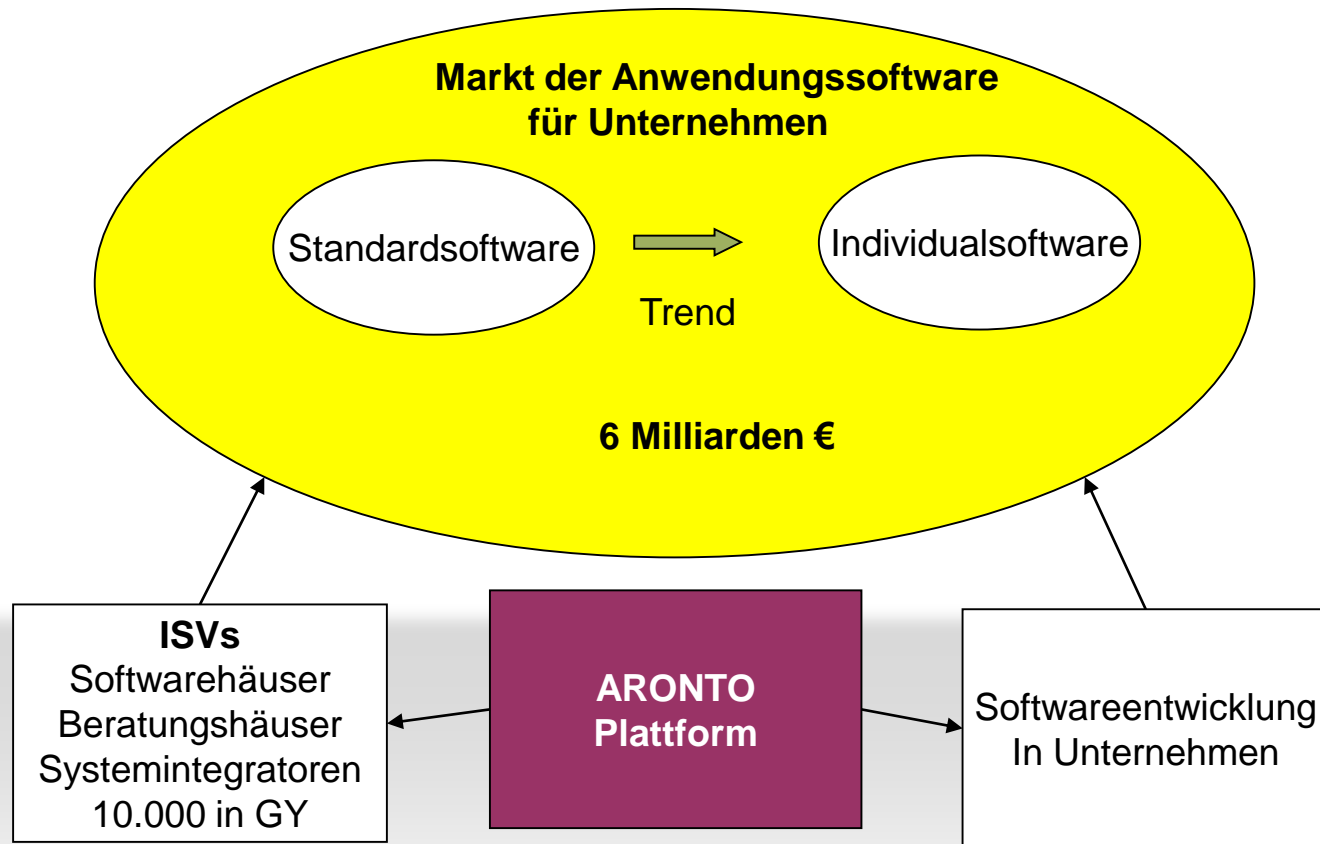 Markt der Anwendungssoftware
für Unternehmen
Standardsoftware
Individualsoftware
Trend
6 Milliarden €
ISVs
Softwarehäuser
Beratungshäuser
Systemintegratoren
10.000 in GY
ARONTO
Plattform
Softwareentwicklung
In Unternehmen